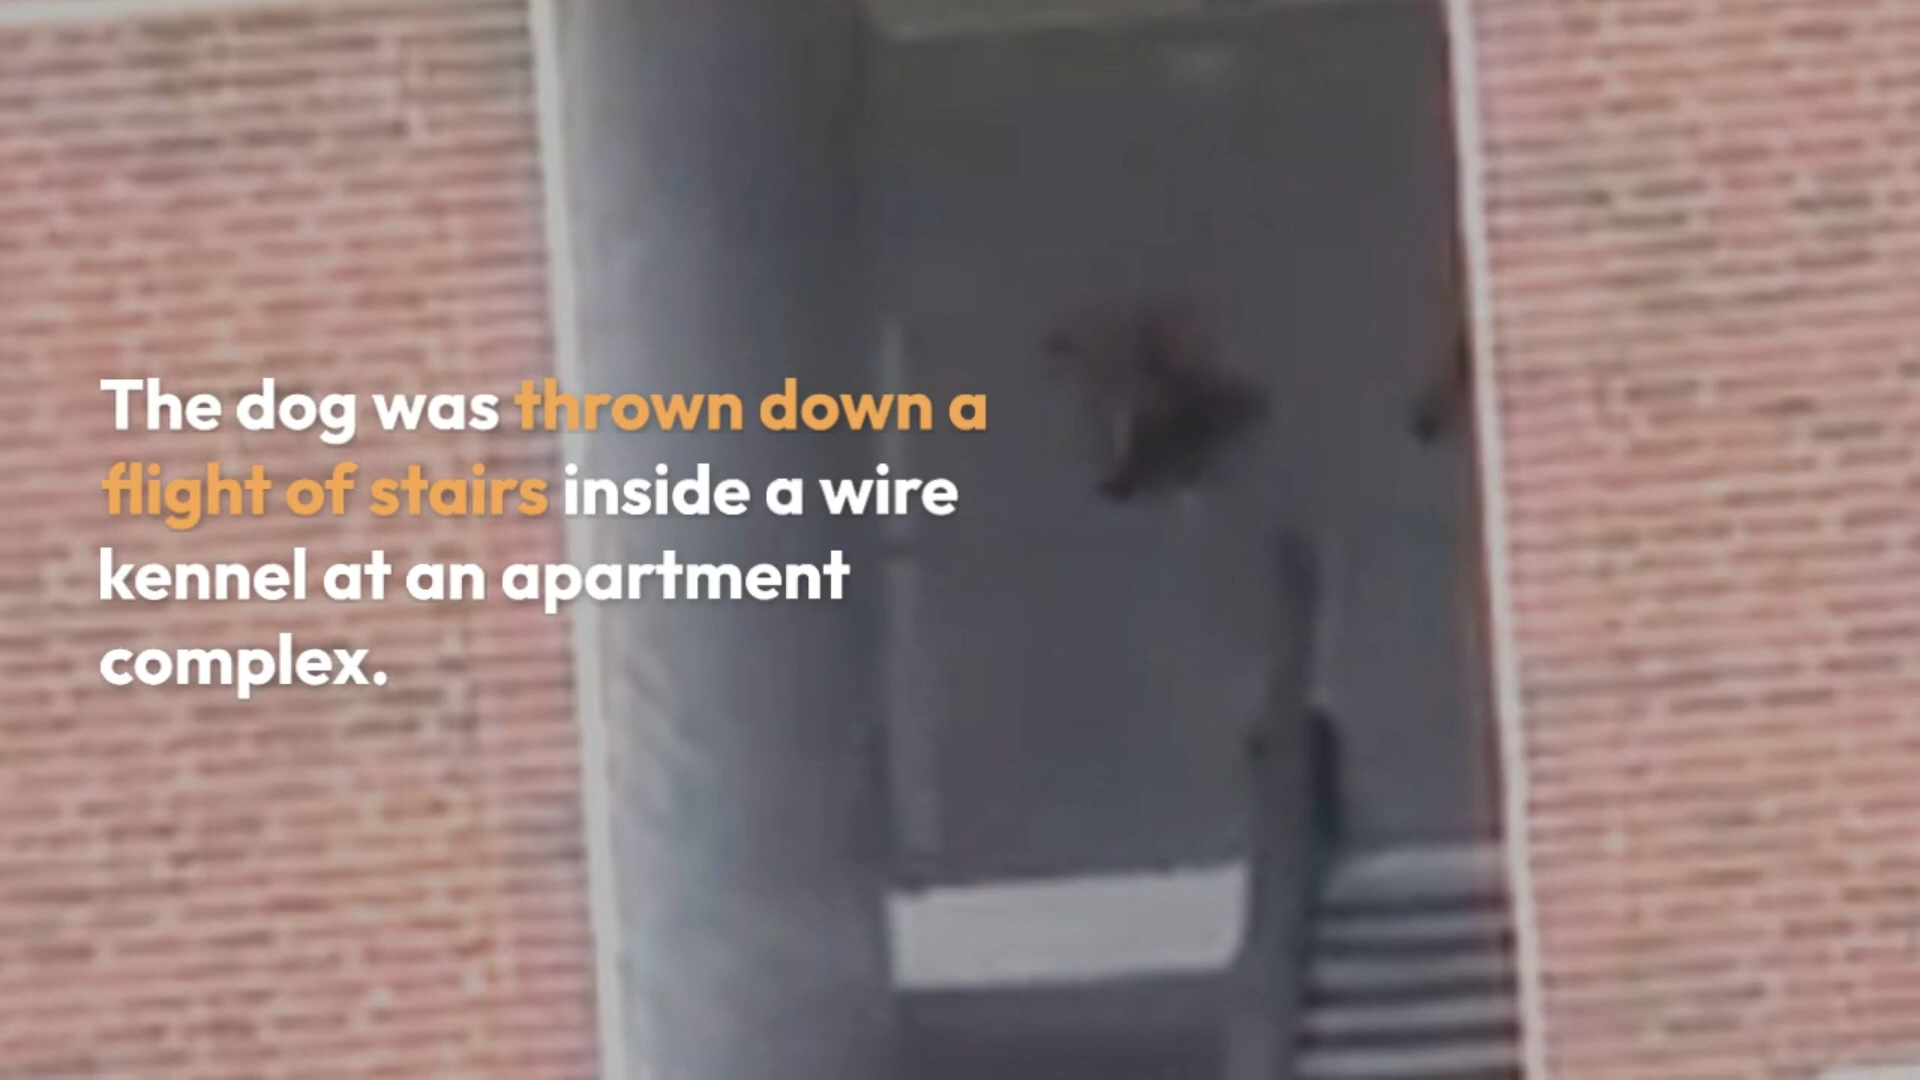 The dog was thrown down a
flight of stairs inside a wire
kennel at an apartment
complex.